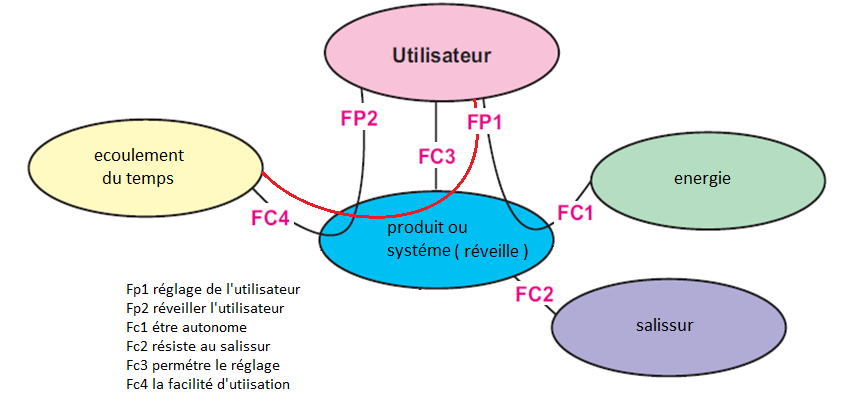 Utilisateur
FP2
FP1
FC3
ecoulement
du temps
energie
FC4
FC1
produit ou
systéme ( réveille )
FC2
salissur
Fp1 réglage de l'utilisateur
Fp2 réveiller l'utilisateur
Fc1 étre autonome
Fc2 résiste au salissur
Fc3 permétre le réglage
Fc4 la facilité d'utiisation